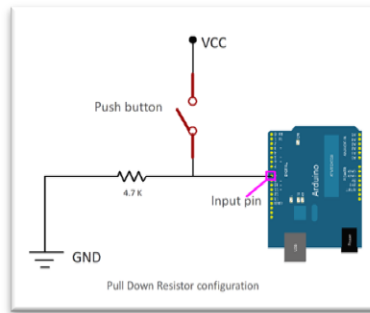 VCC
Push button
4.7 K
Input pin
Arduino
GND
Pull Down Resistor configuration